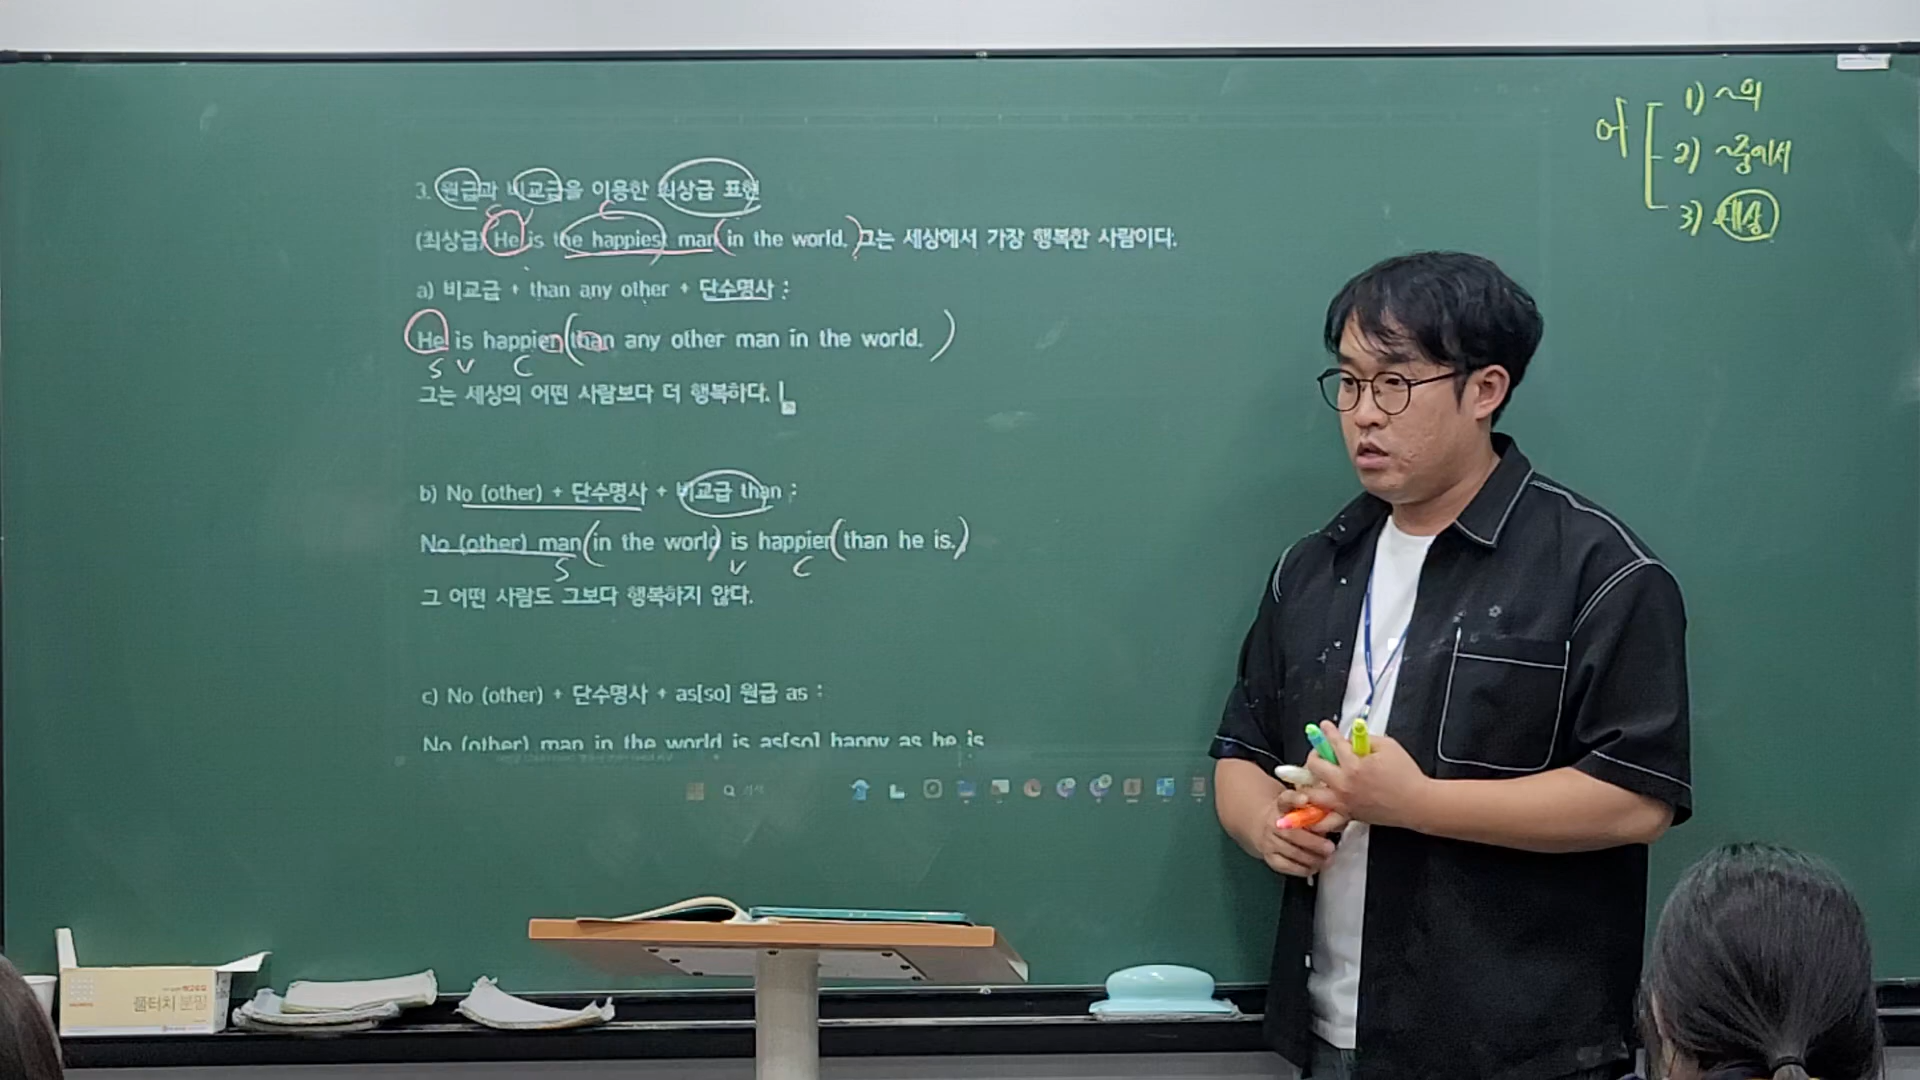 3. 원급과 비교급을 이용한 최상급 표현
(최상급) He is the happiest man in the world. 그는 세상에서 가장 행복한 사람이다.
a) 비교급 + than any other + 단수명사 :
He is happier than any other man in the world.
S V C
그는 세상의 어떤 사람보다 더 행복하다.
b) No (other) + 단수명사 + 비교급 than :
No (other) man in the world is happier than he is.
S V C
그 어떤 사람도 그보다 행복하지 않다.
c) No (other) + 단수명사 + as[so] 원급 as :
No (other) man in the world is as[so] happy as he is
검색
1) ~의
2) ~중에서
3) 세상
물터치 분필